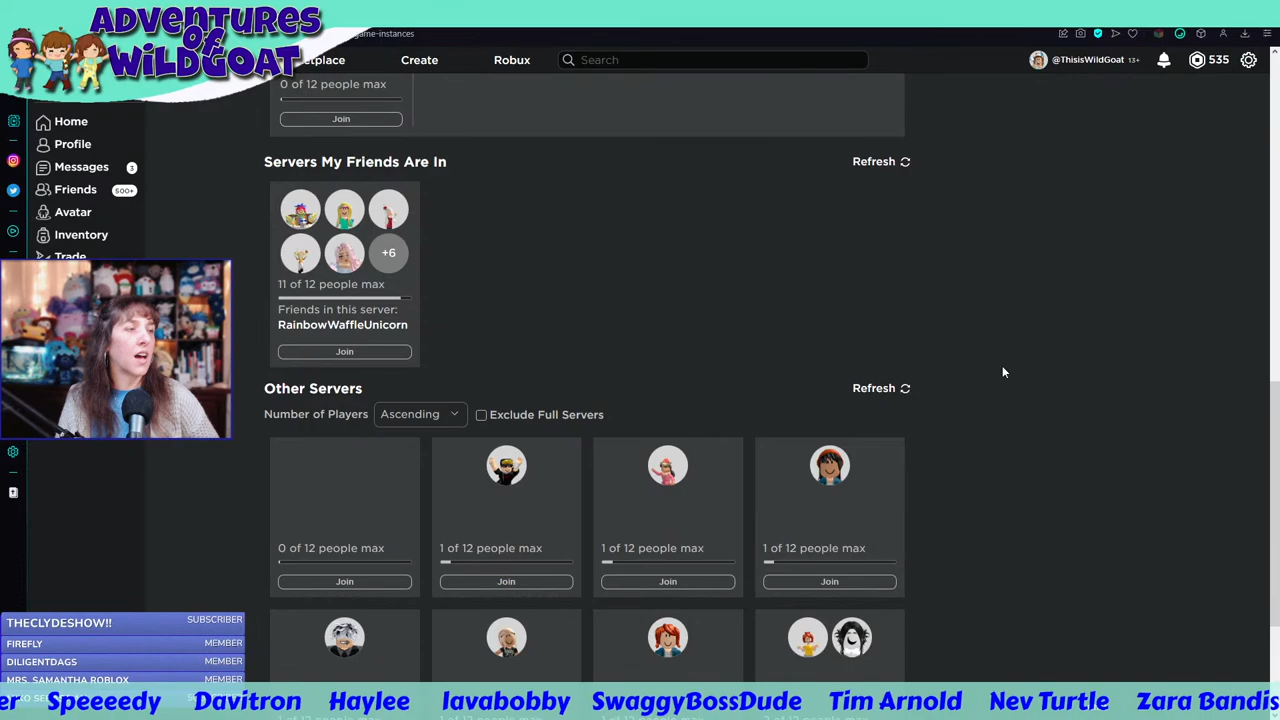 ADVENTURES
of
WILDGOAT
game-instances
Create
Robux
Search
@ThisisWildGoat 13+
535
0 of 12 people max
Join
Home
Profile
Messages 3
Friends 500+
Avatar
Inventory
Trade
Servers My Friends Are In
Refresh
+6
11 of 12 people max
Friends in this server:
RainbowWaffleUnicorn
Join
Other Servers
Refresh
Number of Players Ascending Exclude Full Servers
0 of 12 people max
1 of 12 people max
1 of 12 people max
1 of 12 people max
Join
Join
Join
Join
THECLYDESHOW!! SUBSCRIBER
FIREFLY MEMBER
DILIGENTDAGS MEMBER
MRS. SAMANTHA ROBLOX MEMBER
er Speeeedy Davitron Haylee lavabobby SwaggyBossDude Tim Arnold Nev Turtle Zara Bandis